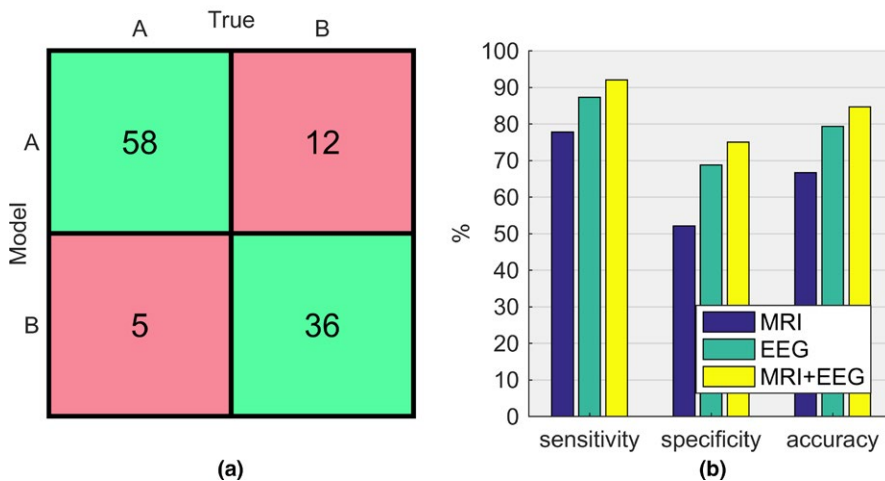 True
A B
Model
A
58 12
B
5 36
(a)
%
100
90
80
70
60
50
40
30
20
10
0
MRI
EEG
MRI+EEG
sensitivity specificity accuracy
(b)